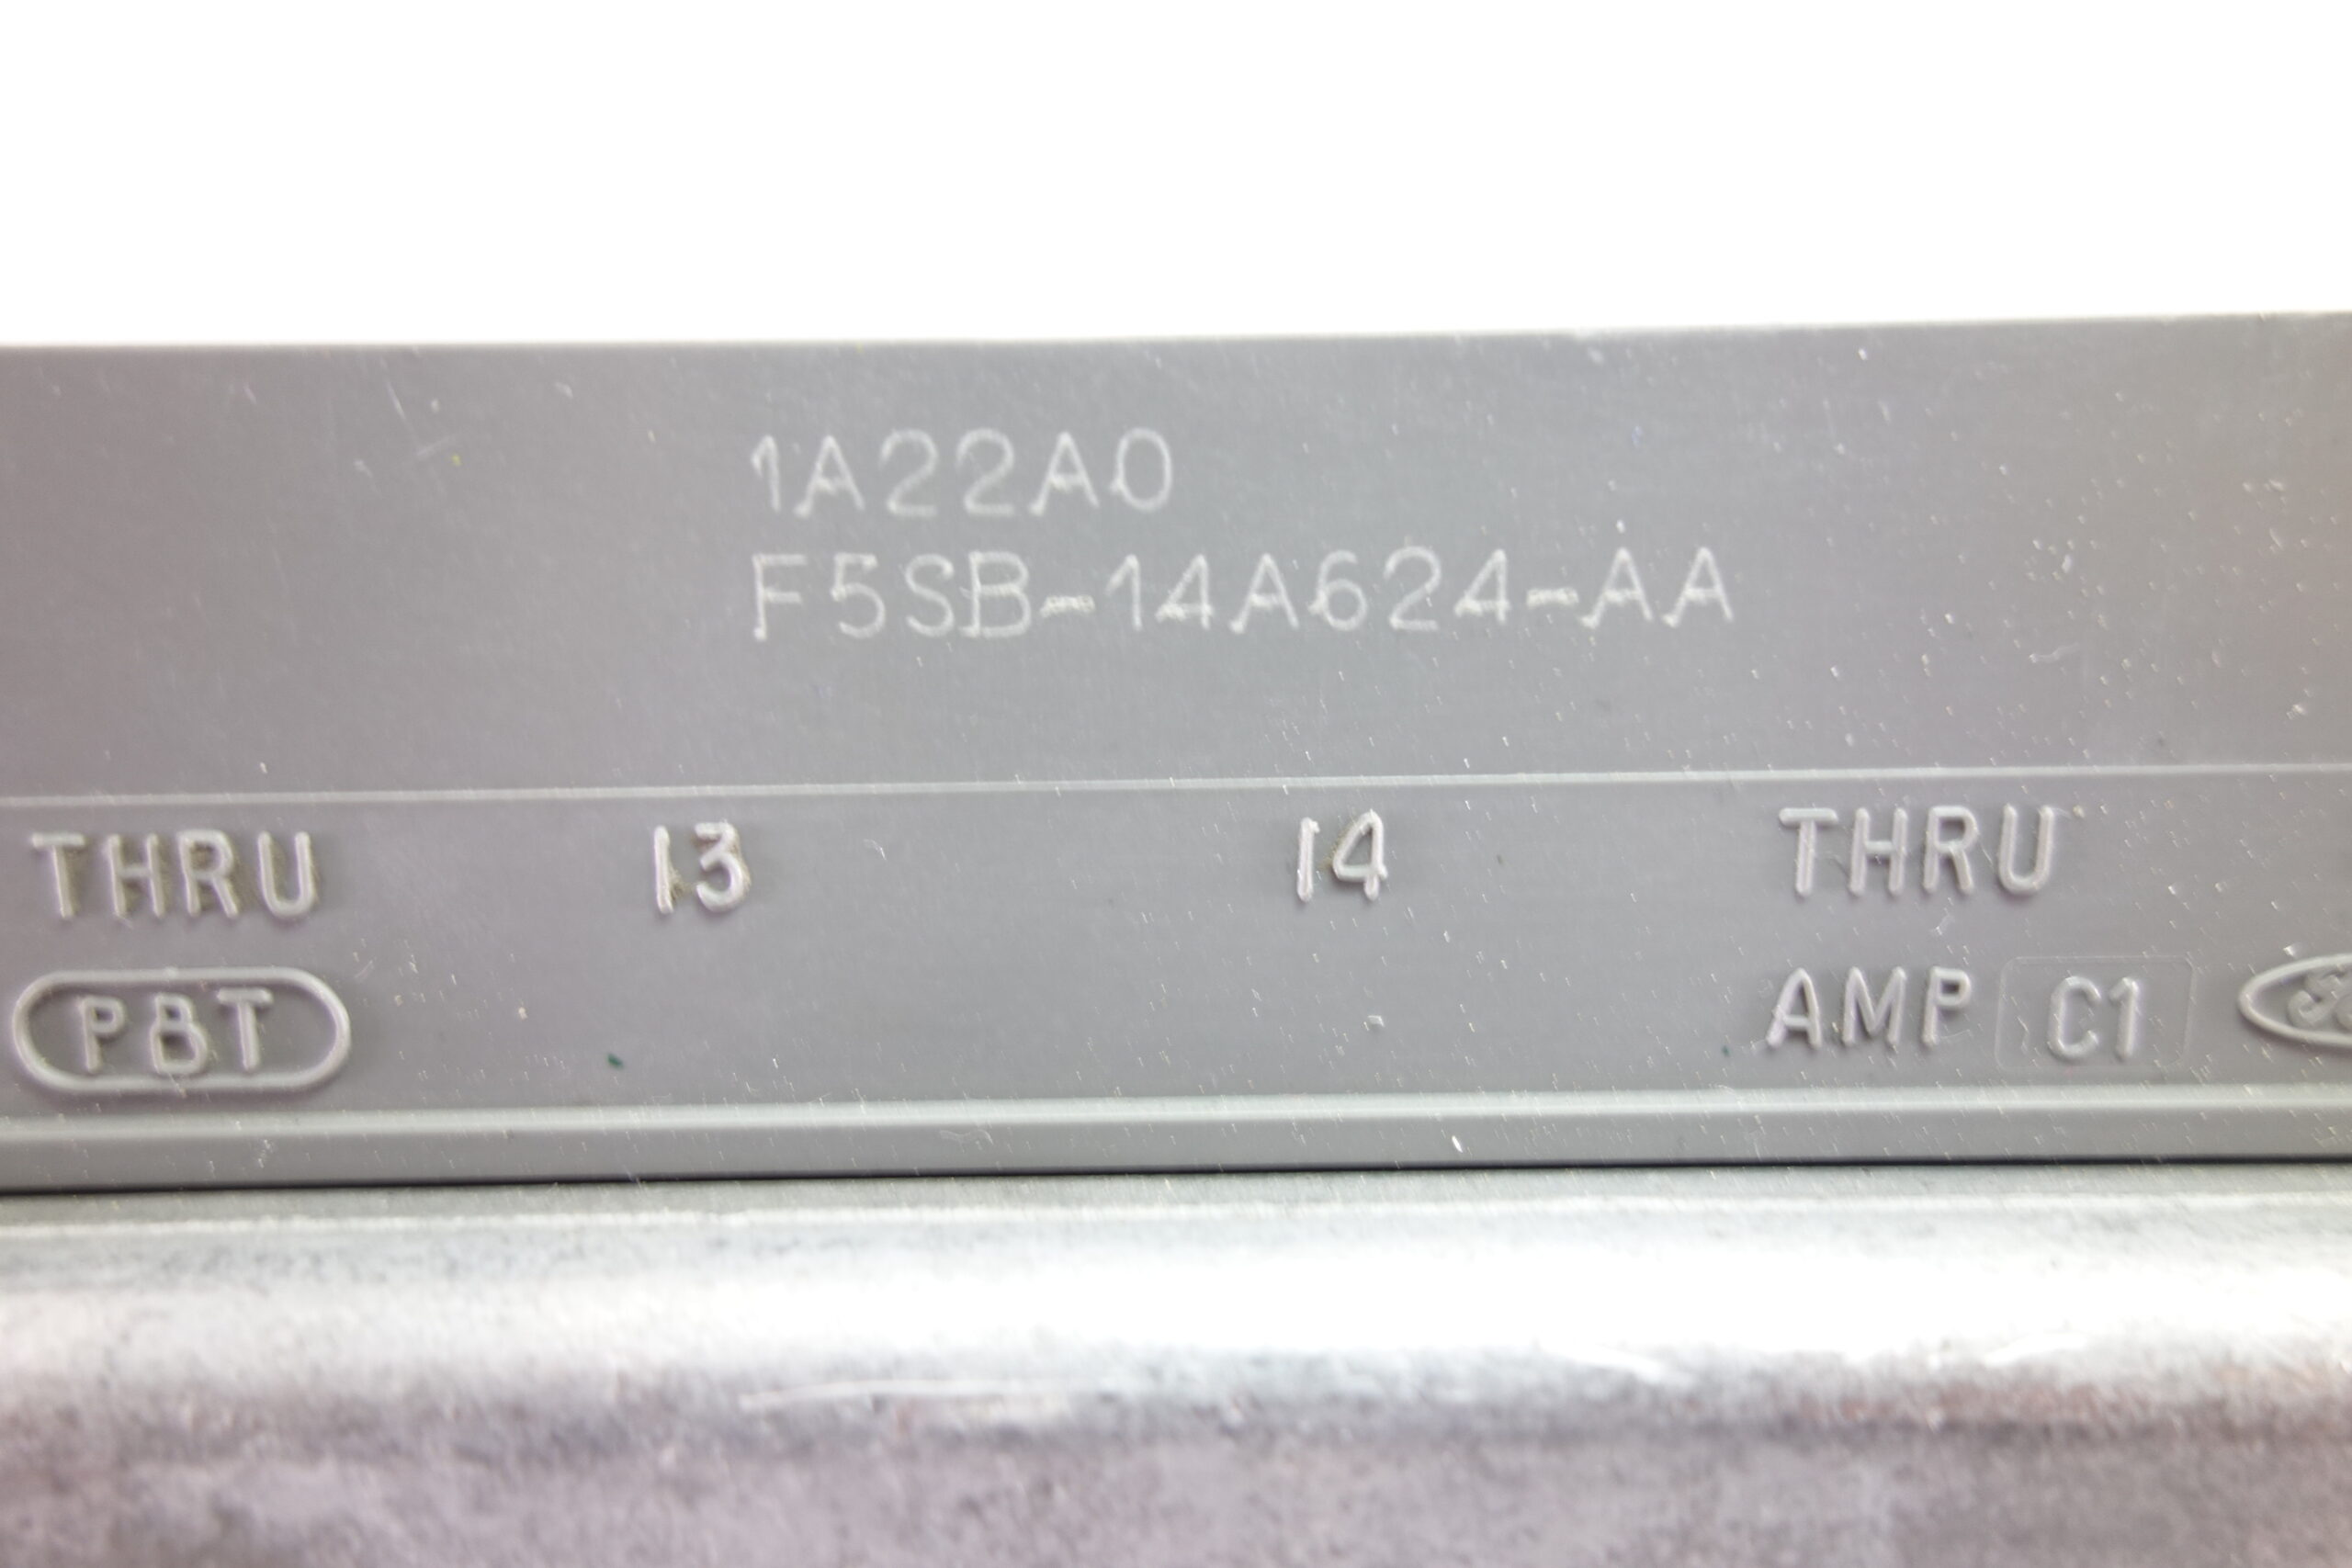 1A22A0
F5SB-14A624-AA
THRU 13 14 THRU
PBT AMP C1